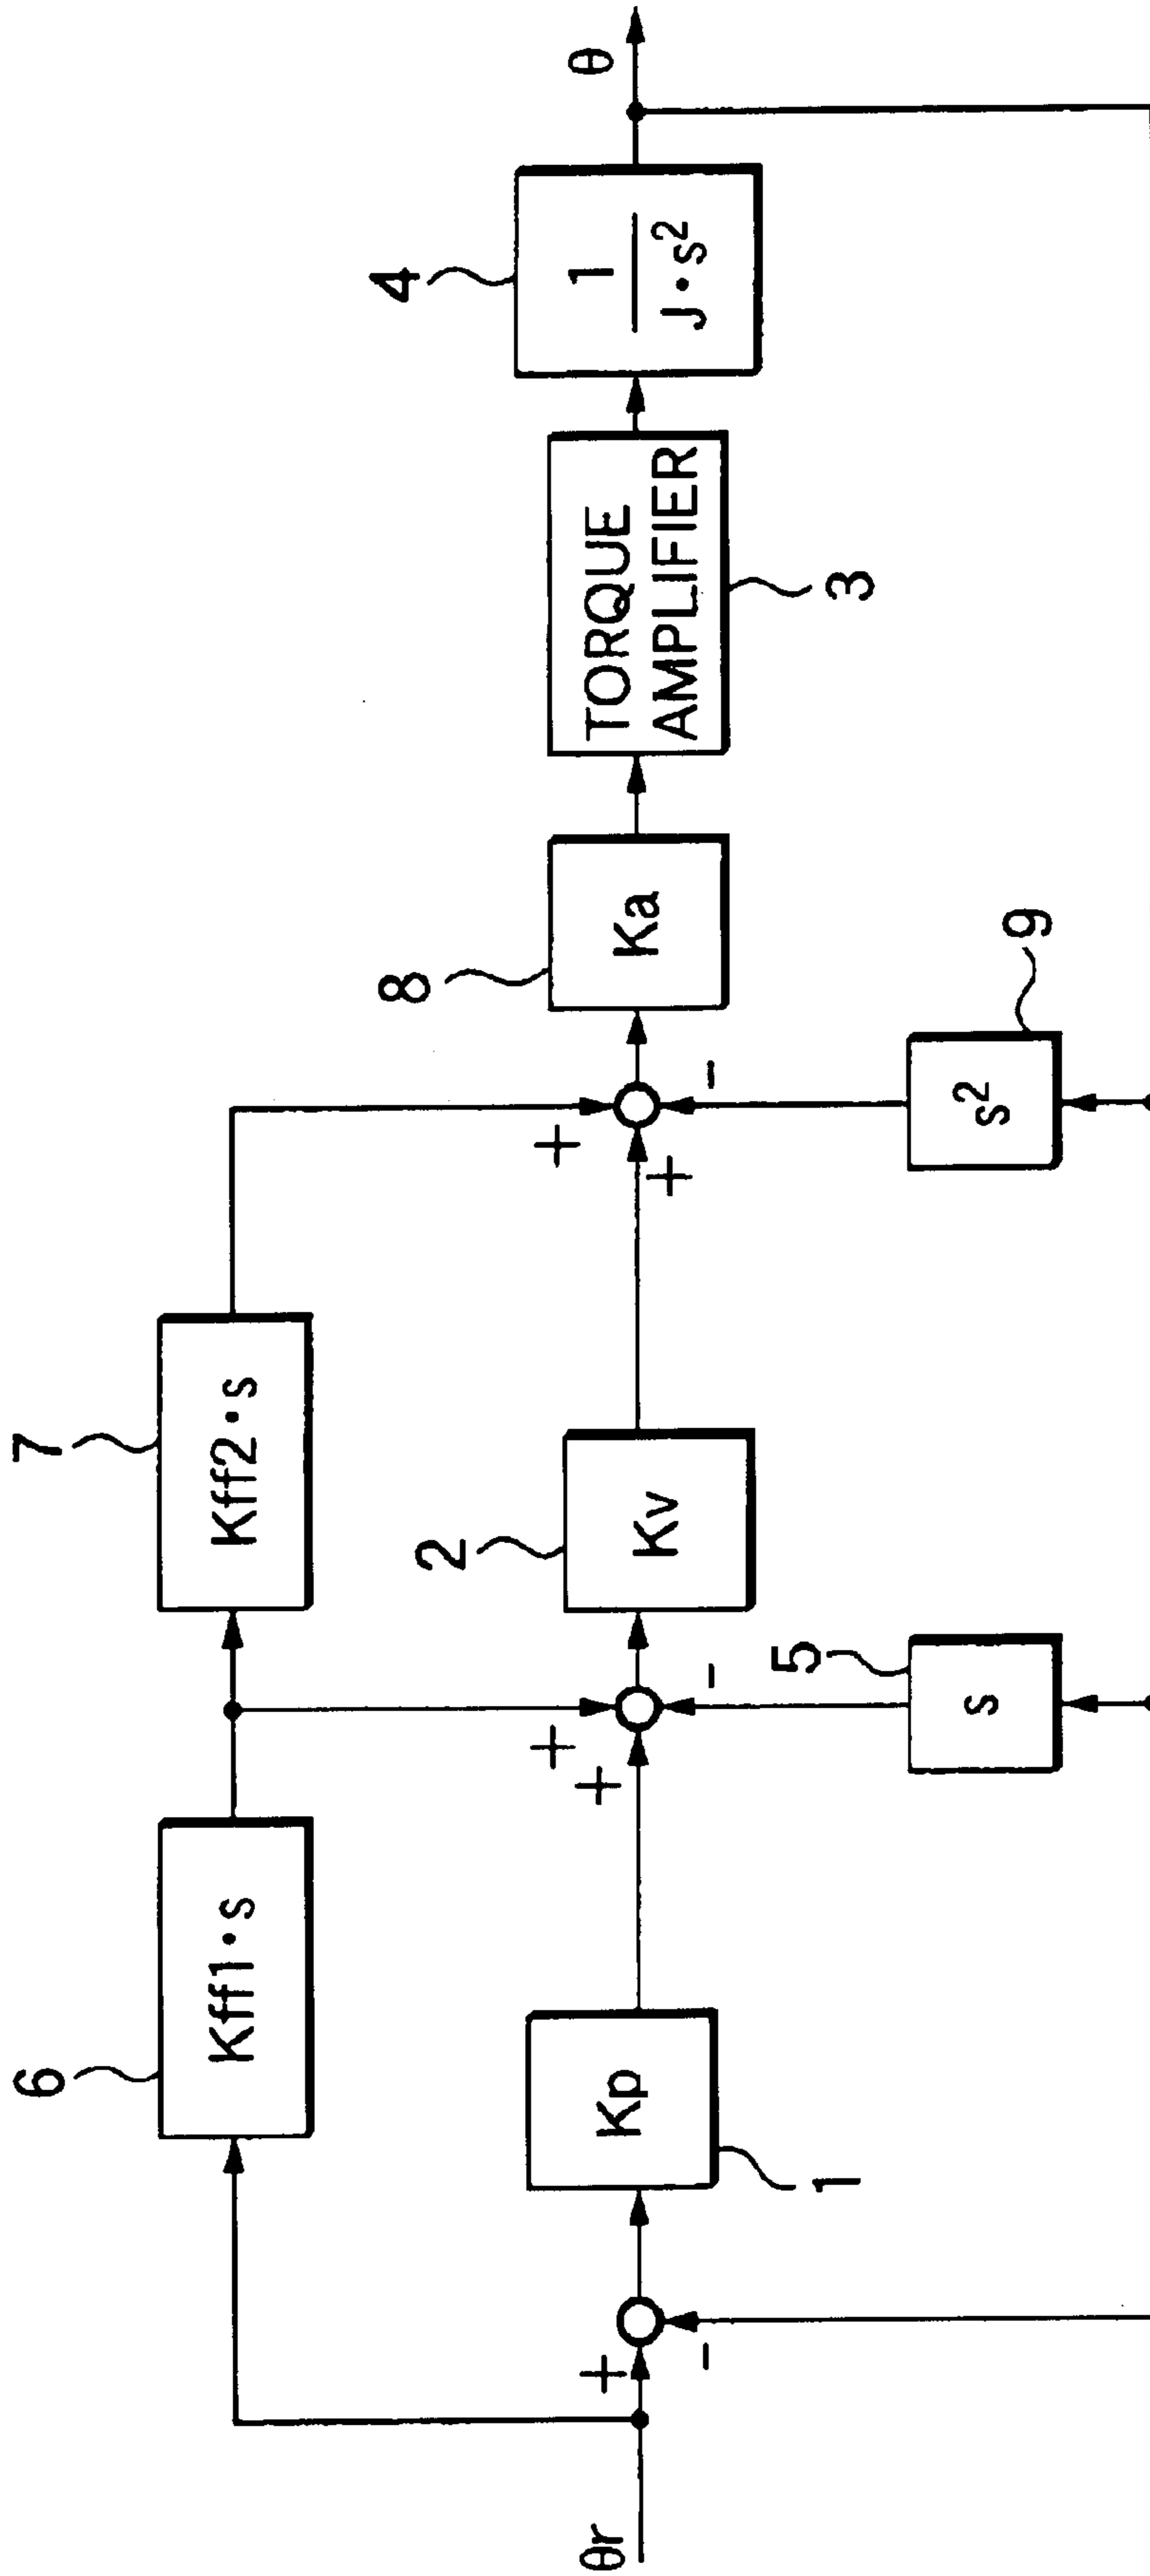 6
Kff1·s
7
Kff2·s
θr
+
-
Kp
1
+
+
-
2
Kv
5
s
+
+
-
8
Ka
9
s²
TORQUE
AMPLIFIER
3
4
1
J·s²
θ